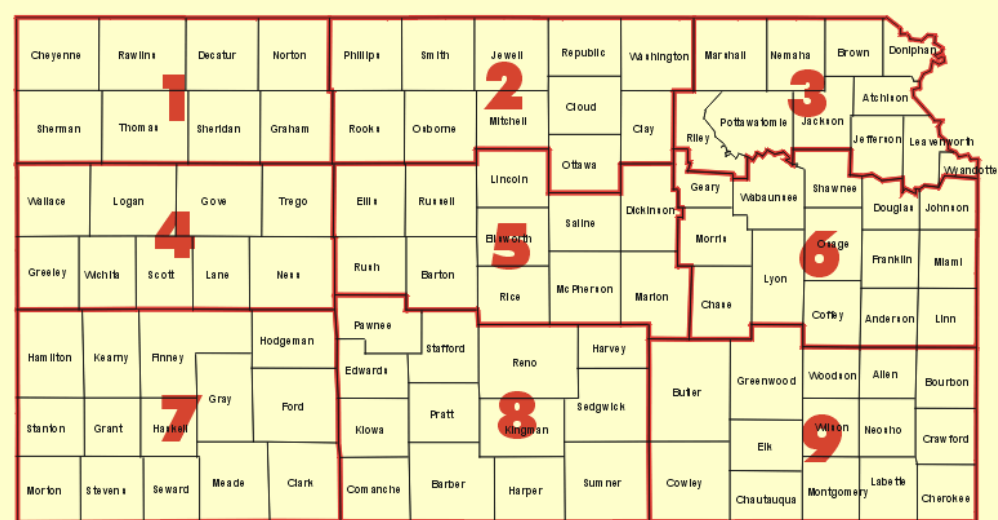 Cheyenne Rawlins Decatur Norton Phillips Smith Jewell Republic Washington Marshall Nemaha Brown Doniphan
1 2 3
Sherman Thomas Sheridan Graham Rooks Osborne Mitchell Cloud Clay Riley Pottawatomie Jackson Atchison
Jefferson Leavenworth
Wyandotte
Ottawa
Wallace Logan Gove Trego Ellis Russell Lincoln Saline Dickinson Geary Wabaunsee Shawnee Douglas Johnson
4 5 6
Greeley Wichita Scott Lane Ness Rush Barton Ellsworth Morris Osage Franklin Miami
Rice McPherson Marion Chase Lyon Coffey Anderson Linn
Hamilton Kearny Finney Hodgeman Pawnee Stafford Reno Harvey
Edwards
Gray Ford Butler Greenwood Woodson Allen Bourbon
7 8 9
Stanton Grant Haskell Kiowa Pratt Kingman Sedgwick Elk Wilson Neosho Crawford
Morton Stevens Seward Meade Clark Comanche Barber Harper Sumner Cowley Chautauqua Montgomery Labette Cherokee